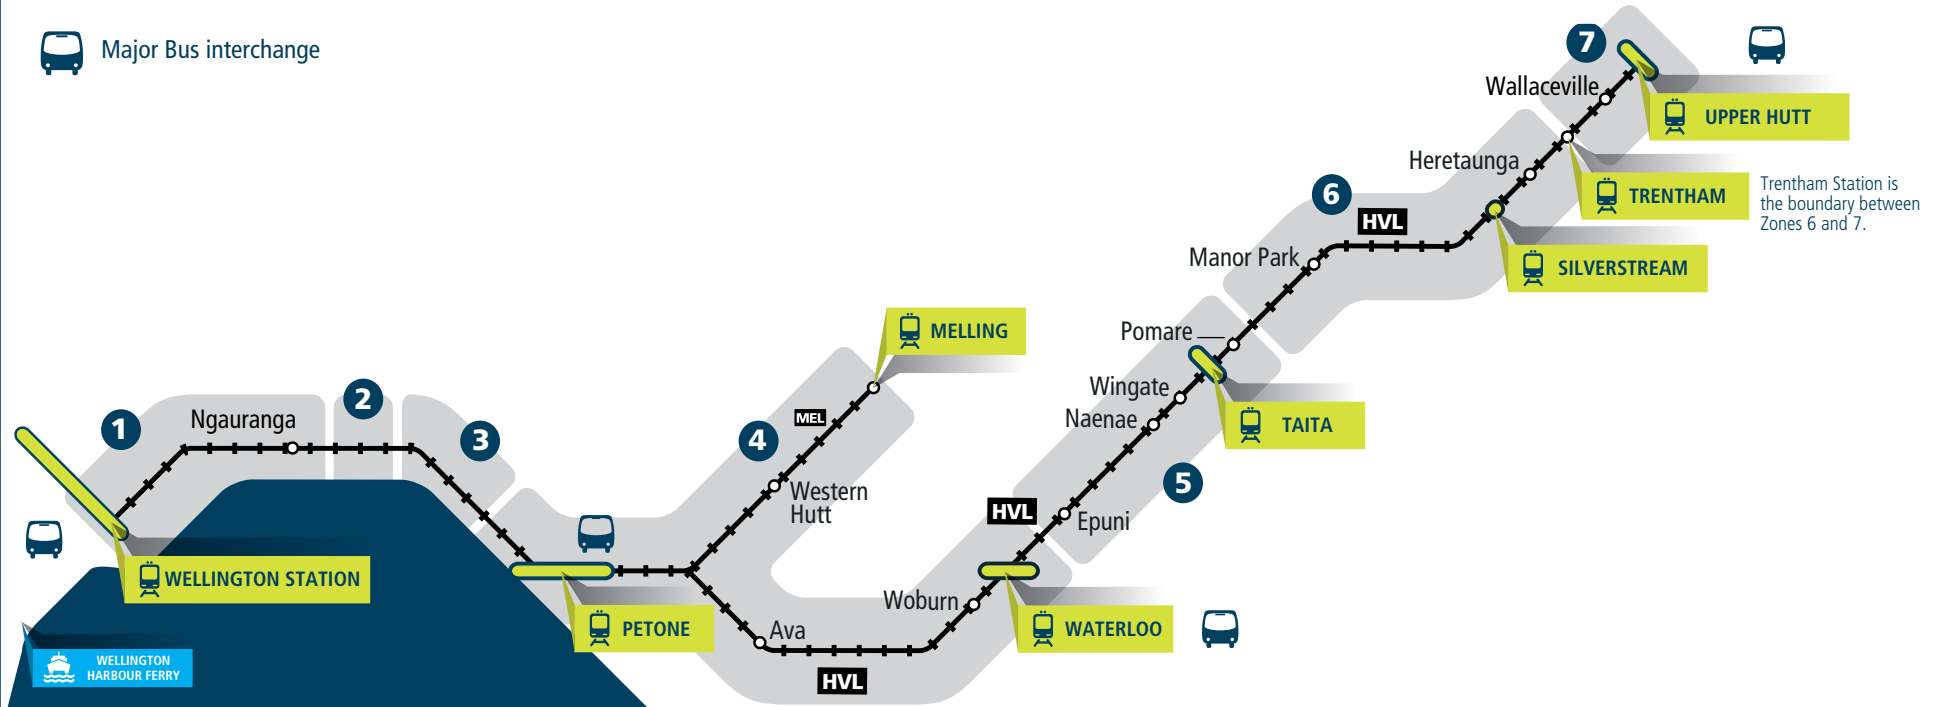 Major Bus interchange
7
Wallaceville
UPPER HUTT
Heretaunga
TRENTHAM
Trentham Station is
the boundary between
Zones 6 and 7.
6
HVL
Manor Park
SILVERSTREAM
Pomare
MELLING
Wingate
Naenae
TAITA
1
Ngauranga
2
3
4
MEL
Western
Hutt
5
HVL
Epuni
WELLINGTON STATION
PETONE
Woburn
WATERLOO
Ava
HVL
WELLINGTON
HARBOUR FERRY